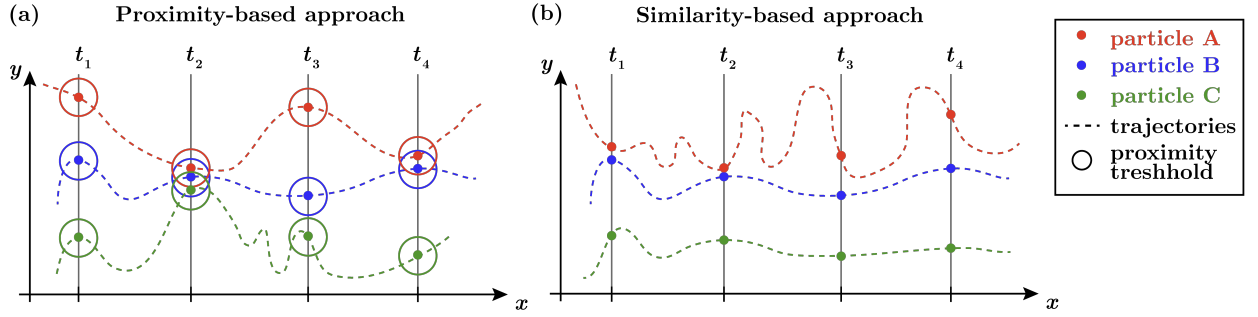 (a) Proximity-based approach
t1 t2 t3 t4
y
x
(b) Similarity-based approach
t1 t2 t3 t4
y
x
particle A
particle B
particle C
trajectories
proximity
treshhold